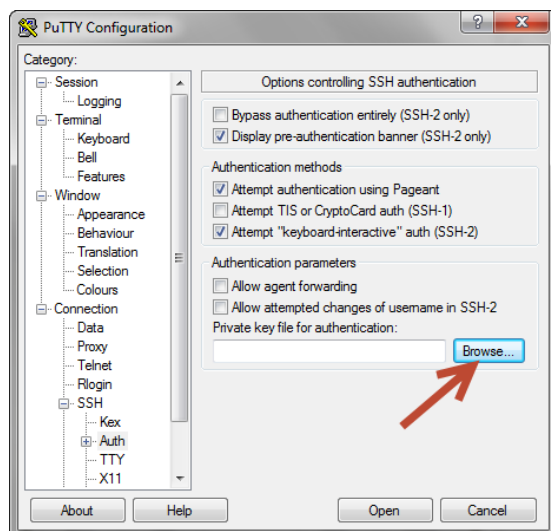 PuTTY Configuration
Category:
Session
Logging
Terminal
Keyboard
Bell
Features
Window
Appearance
Behaviour
Translation
Selection
Colours
Connection
Data
Proxy
Telnet
Rlogin
SSH
Kex
Auth
TTY
X11
Options controlling SSH authentication
Bypass authentication entirely (SSH-2 only)
Display pre-authentication banner (SSH-2 only)
Authentication methods
Attempt authentication using Pageant
Attempt TIS or CryptoCard auth (SSH-1)
Attempt "keyboard-interactive" auth (SSH-2)
Authentication parameters
Allow agent forwarding
Allow attempted changes of username in SSH-2
Private key file for authentication:
Browse...
About Help Open Cancel